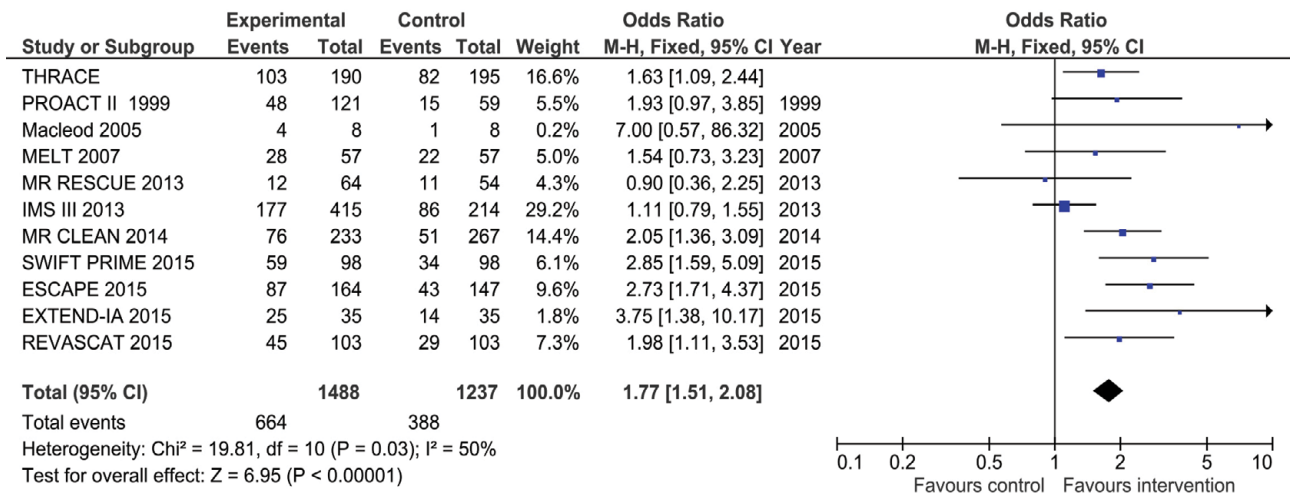 Experimental Control Odds Ratio Odds Ratio
Study or Subgroup Events Total Events Total Weight M-H, Fixed, 95% CI Year M-H, Fixed, 95% CI
THRACE 103 190 82 195 16.6% 1.63 [1.09, 2.44]
PROACT II 1999 48 121 15 59 5.5% 1.93 [0.97, 3.85] 1999
Macleod 2005 4 8 1 8 0.2% 7.00 [0.57, 86.32] 2005
MELT 2007 28 57 22 57 5.0% 1.54 [0.73, 3.23] 2007
MR RESCUE 2013 12 64 11 54 4.3% 0.90 [0.36, 2.25] 2013
IMS III 2013 177 415 86 214 29.2% 1.11 [0.79, 1.55] 2013
MR CLEAN 2014 76 233 51 267 14.4% 2.05 [1.36, 3.09] 2014
SWIFT PRIME 2015 59 98 34 98 6.1% 2.85 [1.59, 5.09] 2015
ESCAPE 2015 87 164 43 147 9.6% 2.73 [1.71, 4.37] 2015
EXTEND-IA 2015 25 35 14 35 1.8% 3.75 [1.38, 10.17] 2015
REVASCAT 2015 45 103 29 103 7.3% 1.98 [1.11, 3.53] 2015
Total (95% CI) 1488 1237 100.0% 1.77 [1.51, 2.08]
Total events 664 388
Heterogeneity: Chi² = 19.81, df = 10 (P = 0.03); I² = 50%
Test for overall effect: Z = 6.95 (P < 0.00001)
0.1 0.2 0.5 1 2 5 10
Favours control Favours intervention